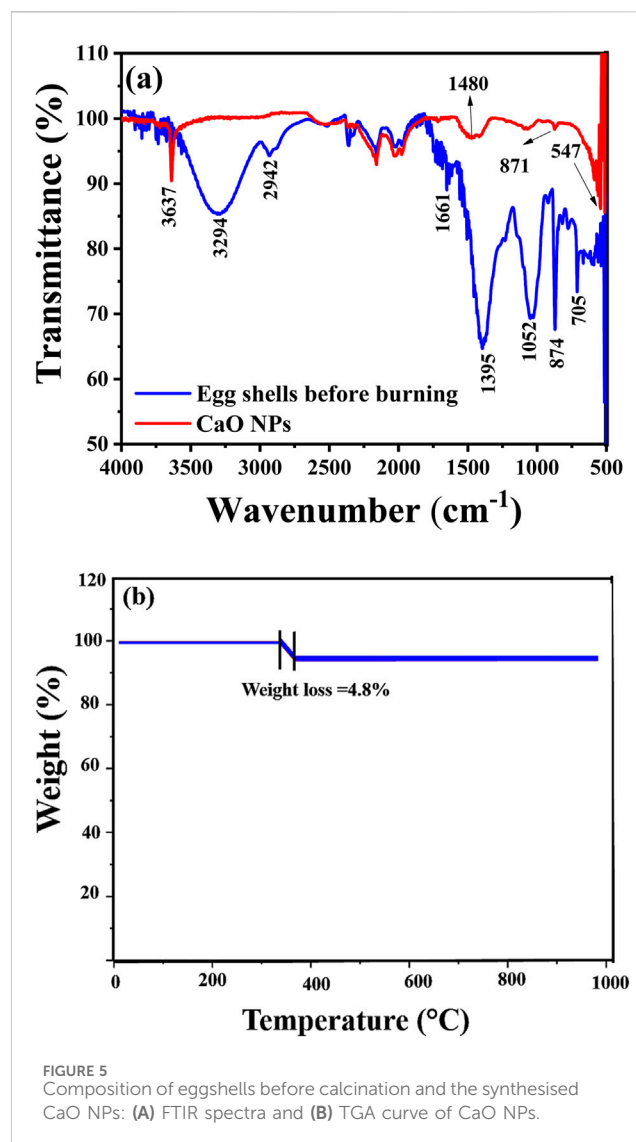 110
(a)
1480
100
547
871
90
2942
3637
1661
3294
80
705
70
1052
874
1395
60
Egg shells before burning
CaO NPs
50
4000 3500 3000 2500 2000 1500 1000 500
Transmittance (%)
Wavenumber (cm⁻¹)
120
(b)
100
Weight loss =4.8%
80
60
40
20
0 200 400 600 800 1000
Weight (%)
Temperature (°C)
FIGURE 5
Composition of eggshells before calcination and the synthesised
CaO NPs: (A) FTIR spectra and (B) TGA curve of CaO NPs.